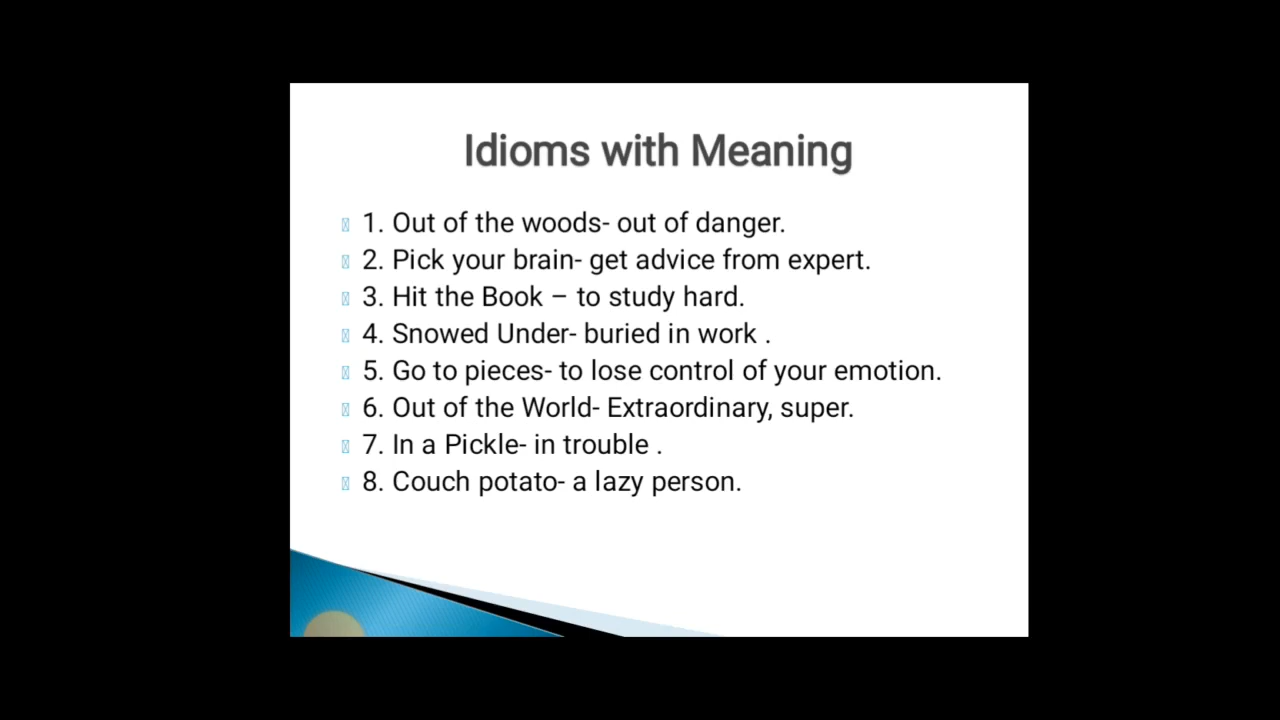 Idioms with Meaning
1. Out of the woods- out of danger.
2. Pick your brain- get advice from expert.
3. Hit the Book – to study hard.
4. Snowed Under- buried in work .
5. Go to pieces- to lose control of your emotion.
6. Out of the World- Extraordinary, super.
7. In a Pickle- in trouble .
8. Couch potato- a lazy person.